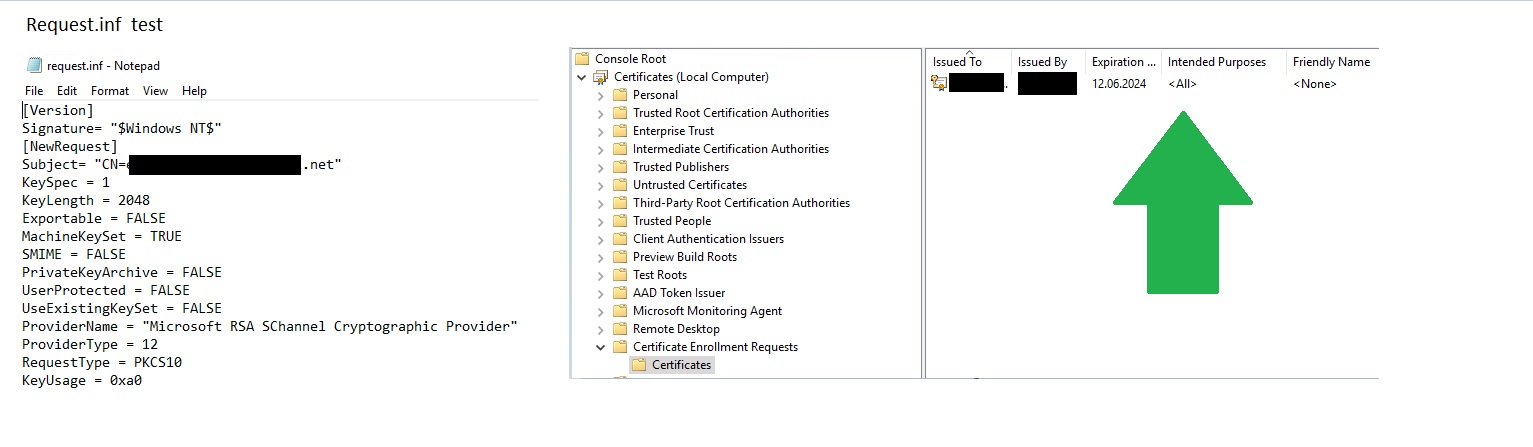 Request.inf test
request.inf - Notepad
File Edit Format View Help
[Version]
Signature= "$Windows NT$"
[NewRequest]
Subject= "CN= .net"
KeySpec = 1
KeyLength = 2048
Exportable = FALSE
MachineKeySet = TRUE
SMIME = FALSE
PrivateKeyArchive = FALSE
UserProtected = FALSE
UseExistingKeySet = FALSE
ProviderName = "Microsoft RSA SChannel Cryptographic Provider"
ProviderType = 12
RequestType = PKCS10
KeyUsage = 0xa0
Console Root
Certificates (Local Computer)
Personal
Trusted Root Certification Authorities
Enterprise Trust
Intermediate Certification Authorities
Trusted Publishers
Untrusted Certificates
Third-Party Root Certification Authorities
Trusted People
Client Authentication Issuers
Preview Build Roots
Test Roots
AAD Token Issuer
Microsoft Monitoring Agent
Remote Desktop
Certificate Enrollment Requests
Certificates
Issued To Issued By Expiration ... Intended Purposes Friendly Name
. 12.06.2024 <All> <None>